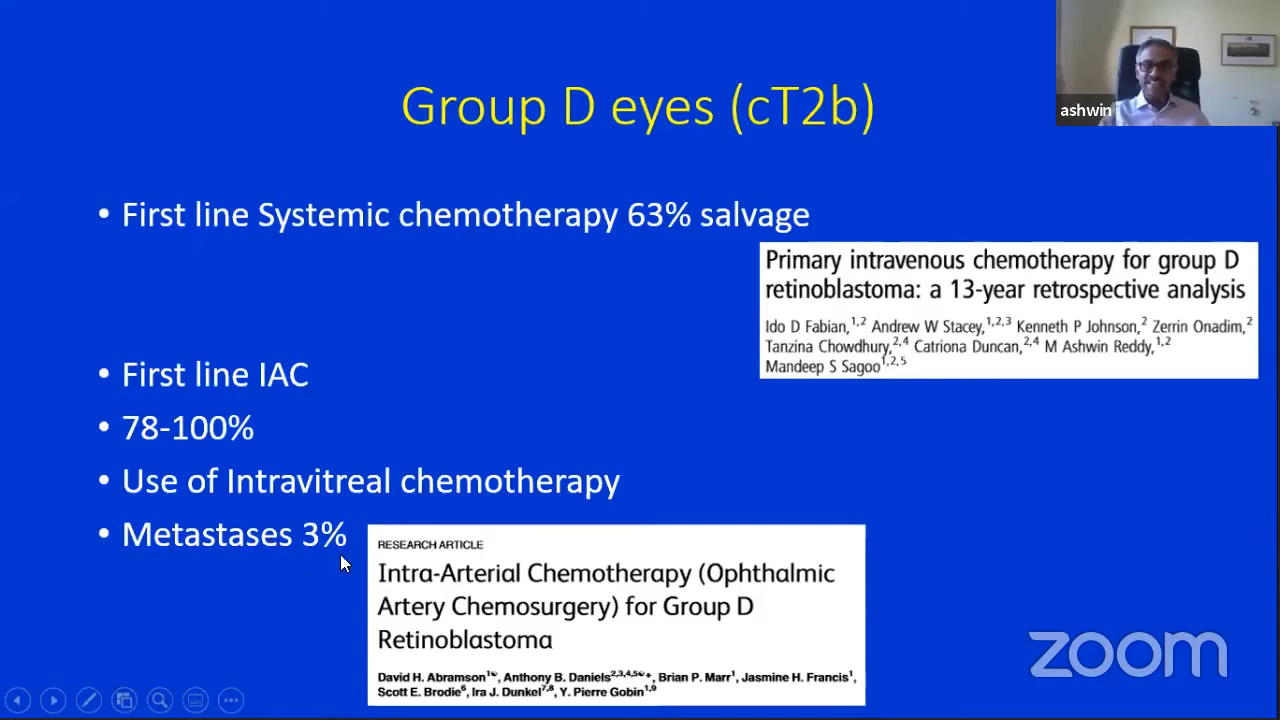 Group D eyes (cT2b)
ashwin
• First line Systemic chemotherapy 63% salvage
Primary intravenous chemotherapy for group D
retinoblastoma: a 13-year retrospective analysis
Ido D Fabian,1,2 Andrew W Stacey,1,2,3 Kenneth P Johnson,2 Zerrin Onadim,2
Tanzina Chowdhury,2,4 Catriona Duncan,2,4 M Ashwin Reddy,1,2
Mandeep S Sagoo1,2,5
• First line IAC
• 78-100%
• Use of Intravitreal chemotherapy
• Metastases 3%
RESEARCH ARTICLE
Intra-Arterial Chemotherapy (Ophthalmic
Artery Chemosurgery) for Group D
Retinoblastoma
David H. Abramson1☯, Anthony B. Daniels2,3,4,5☯*, Brian P. Marr1, Jasmine H. Francis1,
Scott E. Brodie6, Ira J. Dunkel7,8, Y. Pierre Gobin1,9
zoom